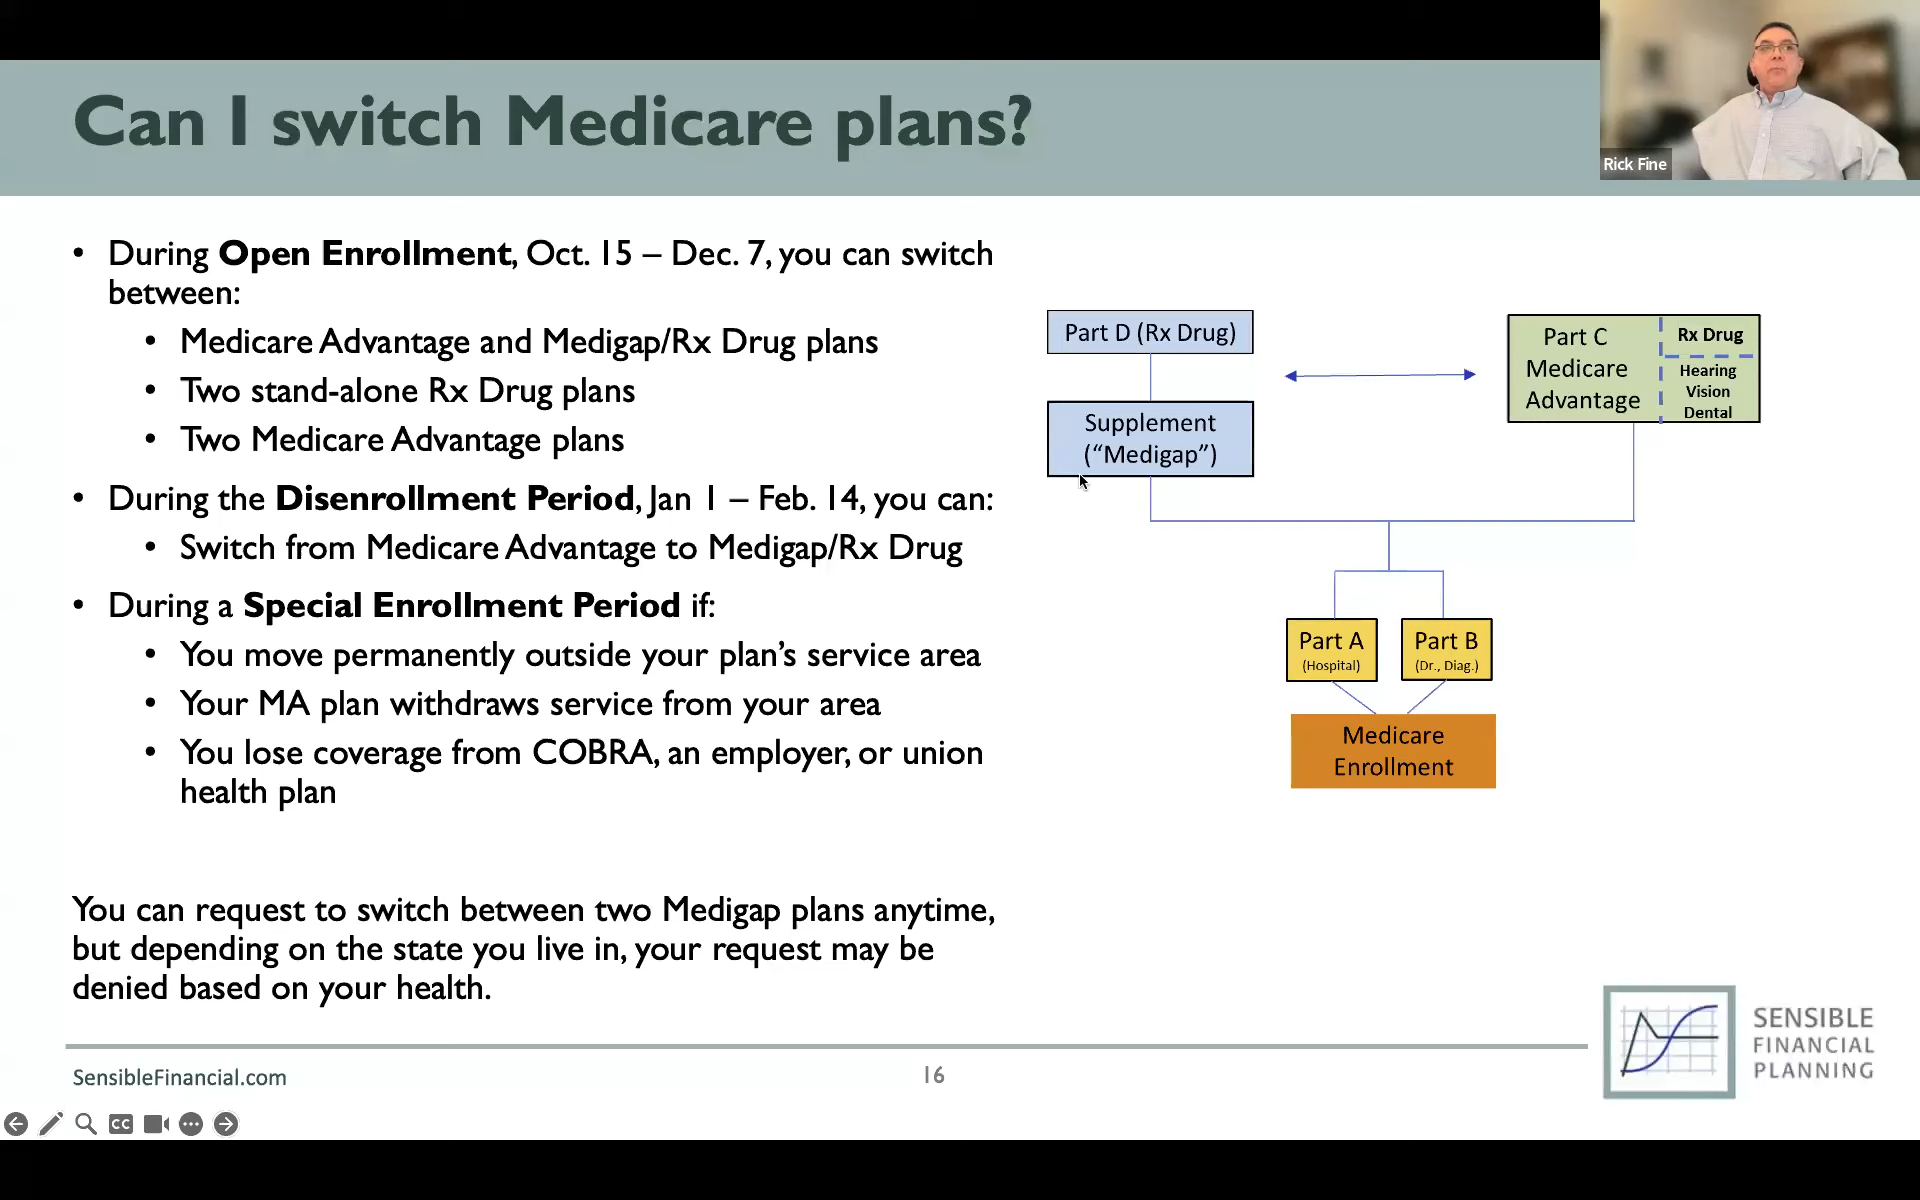 Can I switch Medicare plans?
Rick Fine
• During Open Enrollment, Oct. 15 – Dec. 7, you can switch
between:
• Medicare Advantage and Medigap/Rx Drug plans
• Two stand-alone Rx Drug plans
• Two Medicare Advantage plans
• During the Disenrollment Period, Jan 1 – Feb. 14, you can:
• Switch from Medicare Advantage to Medigap/Rx Drug
• During a Special Enrollment Period if:
• You move permanently outside your plan’s service area
• Your MA plan withdraws service from your area
• You lose coverage from COBRA, an employer, or union
health plan
You can request to switch between two Medigap plans anytime,
but depending on the state you live in, your request may be
denied based on your health.
Part D (Rx Drug)
Supplement
(“Medigap”)
Part C
Medicare
Advantage
Rx Drug
Hearing
Vision
Dental
Part A
(Hospital)
Part B
(Dr., Diag.)
Medicare
Enrollment
SensibleFinancial.com
16
SENSIBLE
FINANCIAL
PLANNING
CC